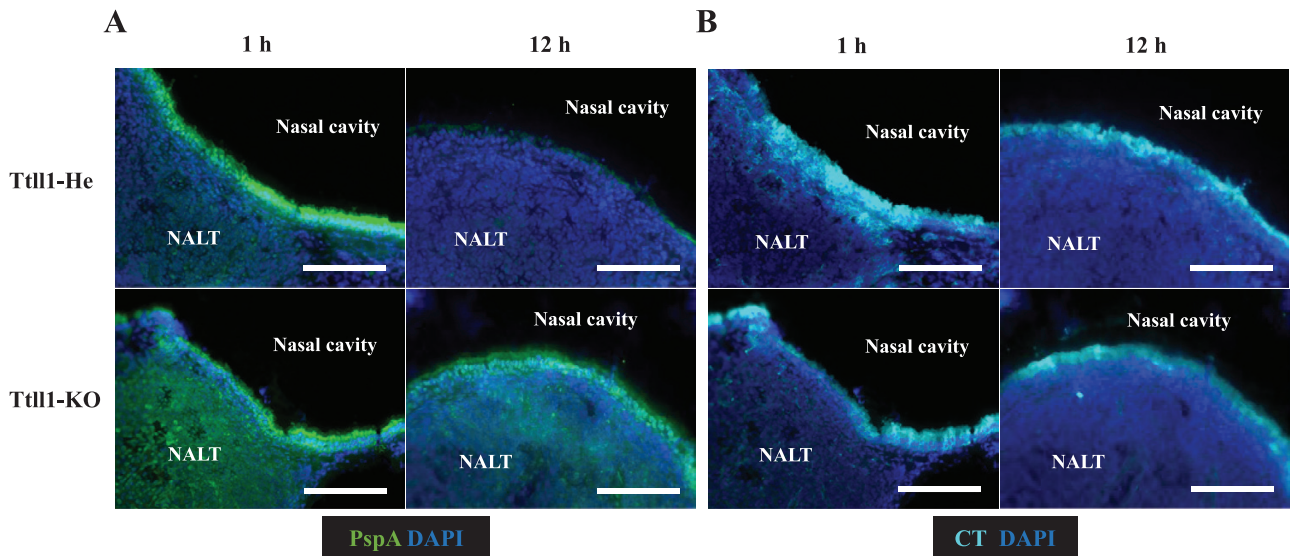 A
B
1 h
12 h
1 h
12 h
Ttll1-He
Nasal cavity
NALT
Nasal cavity
NALT
Nasal cavity
NALT
Nasal cavity
NALT
Ttll1-KO
Nasal cavity
NALT
Nasal cavity
NALT
Nasal cavity
NALT
Nasal cavity
NALT
PspA DAPI
CT DAPI